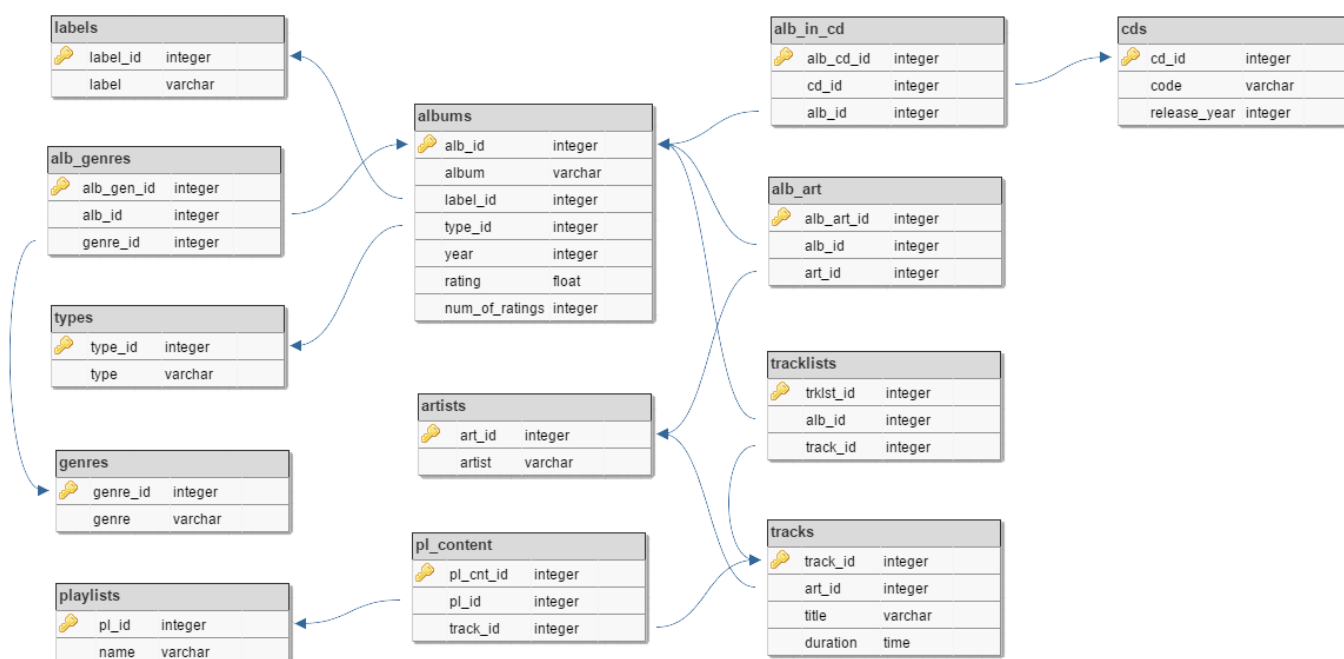 labels
label_id integer
label varchar
alb_genres
alb_gen_id integer
alb_id integer
genre_id integer
types
type_id integer
type varchar
genres
genre_id integer
genre varchar
playlists
pl_id integer
name varchar
albums
alb_id integer
album varchar
label_id integer
type_id integer
year integer
rating float
num_of_ratings integer
artists
art_id integer
artist varchar
pl_content
pl_cnt_id integer
pl_id integer
track_id integer
alb_in_cd
alb_cd_id integer
cd_id integer
alb_id integer
alb_art
alb_art_id integer
alb_id integer
art_id integer
tracklists
trklst_id integer
alb_id integer
track_id integer
tracks
track_id integer
art_id integer
title varchar
duration time
cds
cd_id integer
code varchar
release_year integer